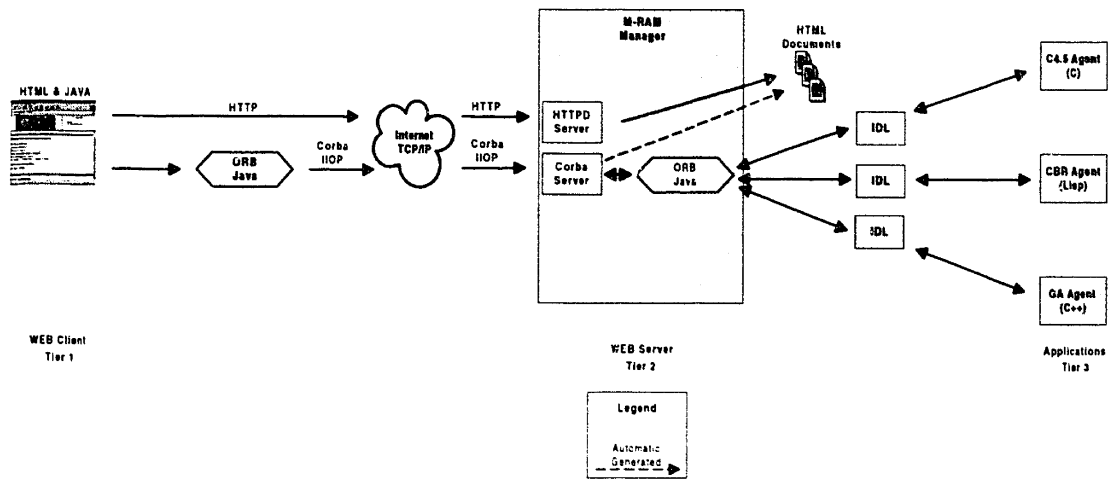 M-RAM
Manager
HTML
Documents
C4.5 Agent
(C)
HTML & JAVA
HTTP
HTTP
HTTPD
Server
Internet
TCP/IP
IDL
Corba
IIOP
Corba
IIOP
ORB
Java
Corba
Server
ORB
Java
IDL
CBR Agent
(Lisp)
IDL
GA Agent
(C++)
WEB Client
Tier 1
WEB Server
Tier 2
Applications
Tier 3
Legend
Automatic
Generated